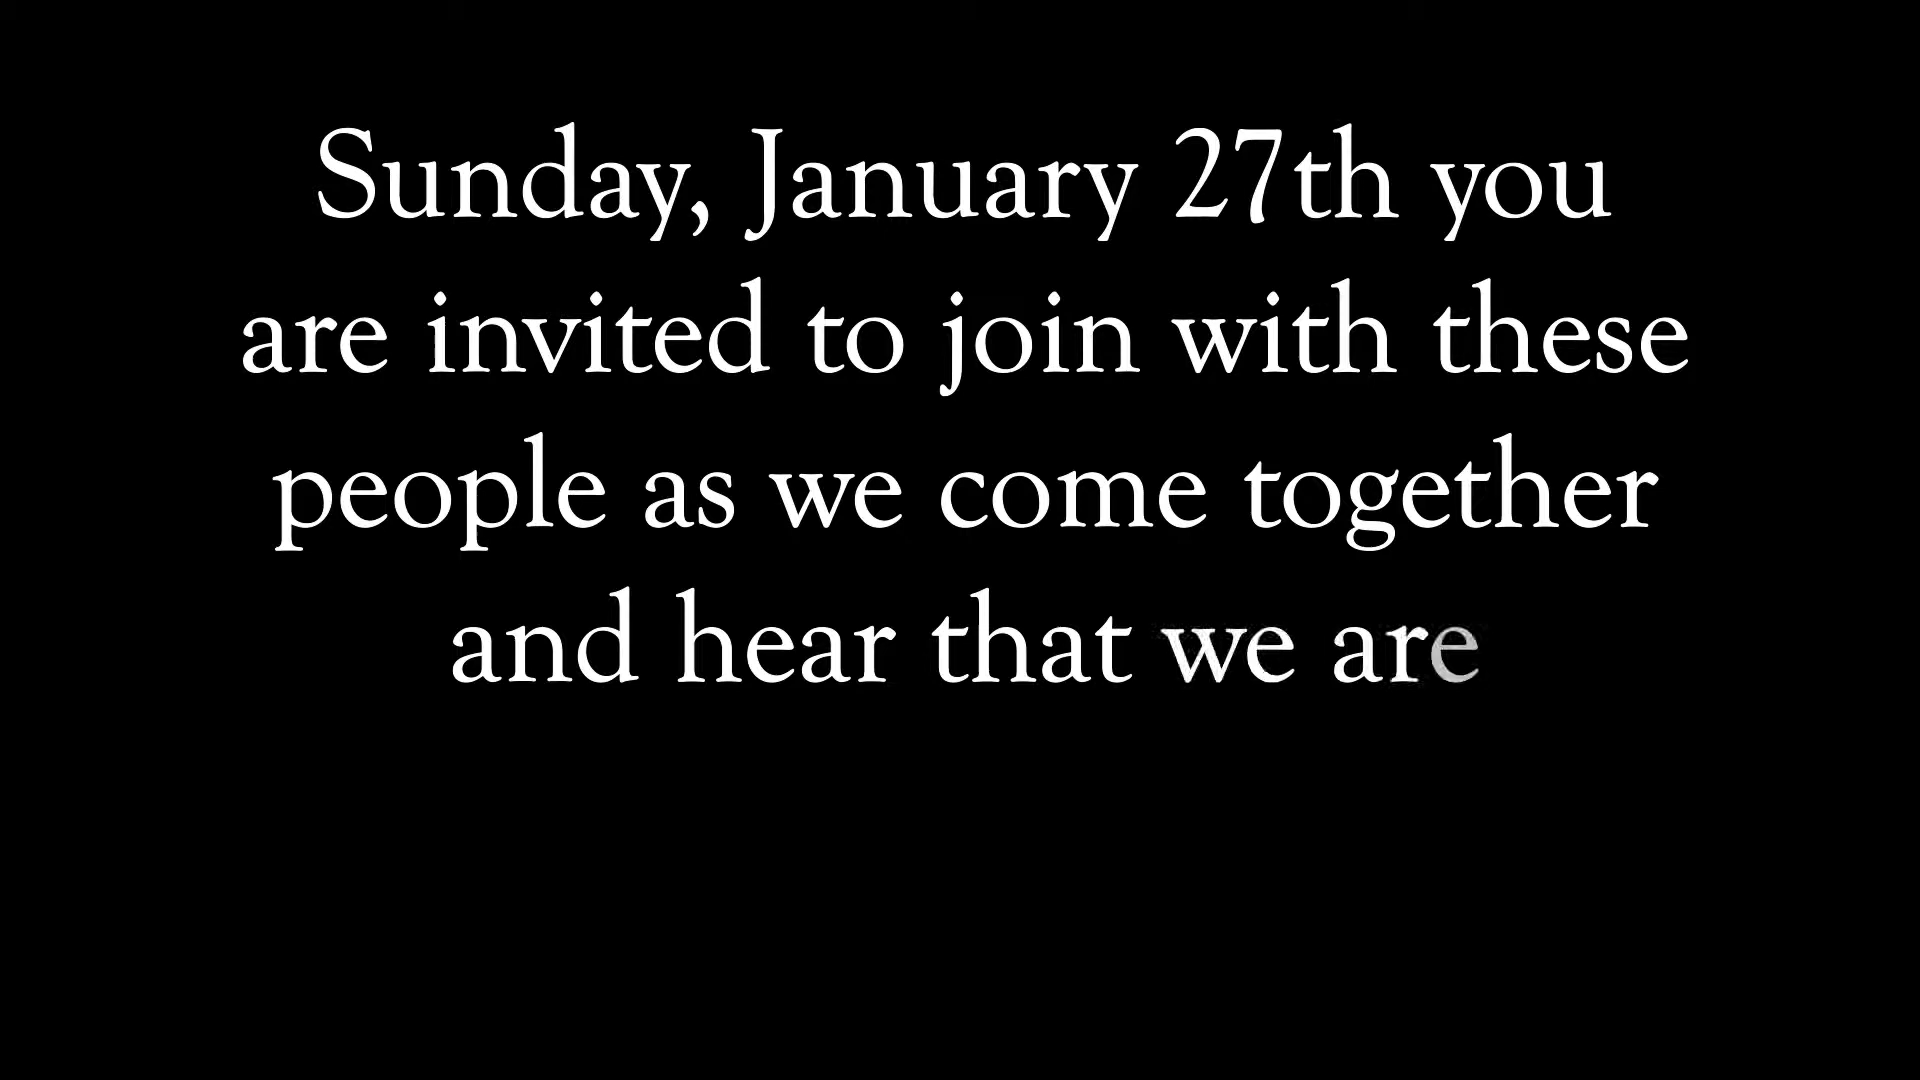 Sunday, January 27th you
are invited to join with these
people as we come together
and hear that we are